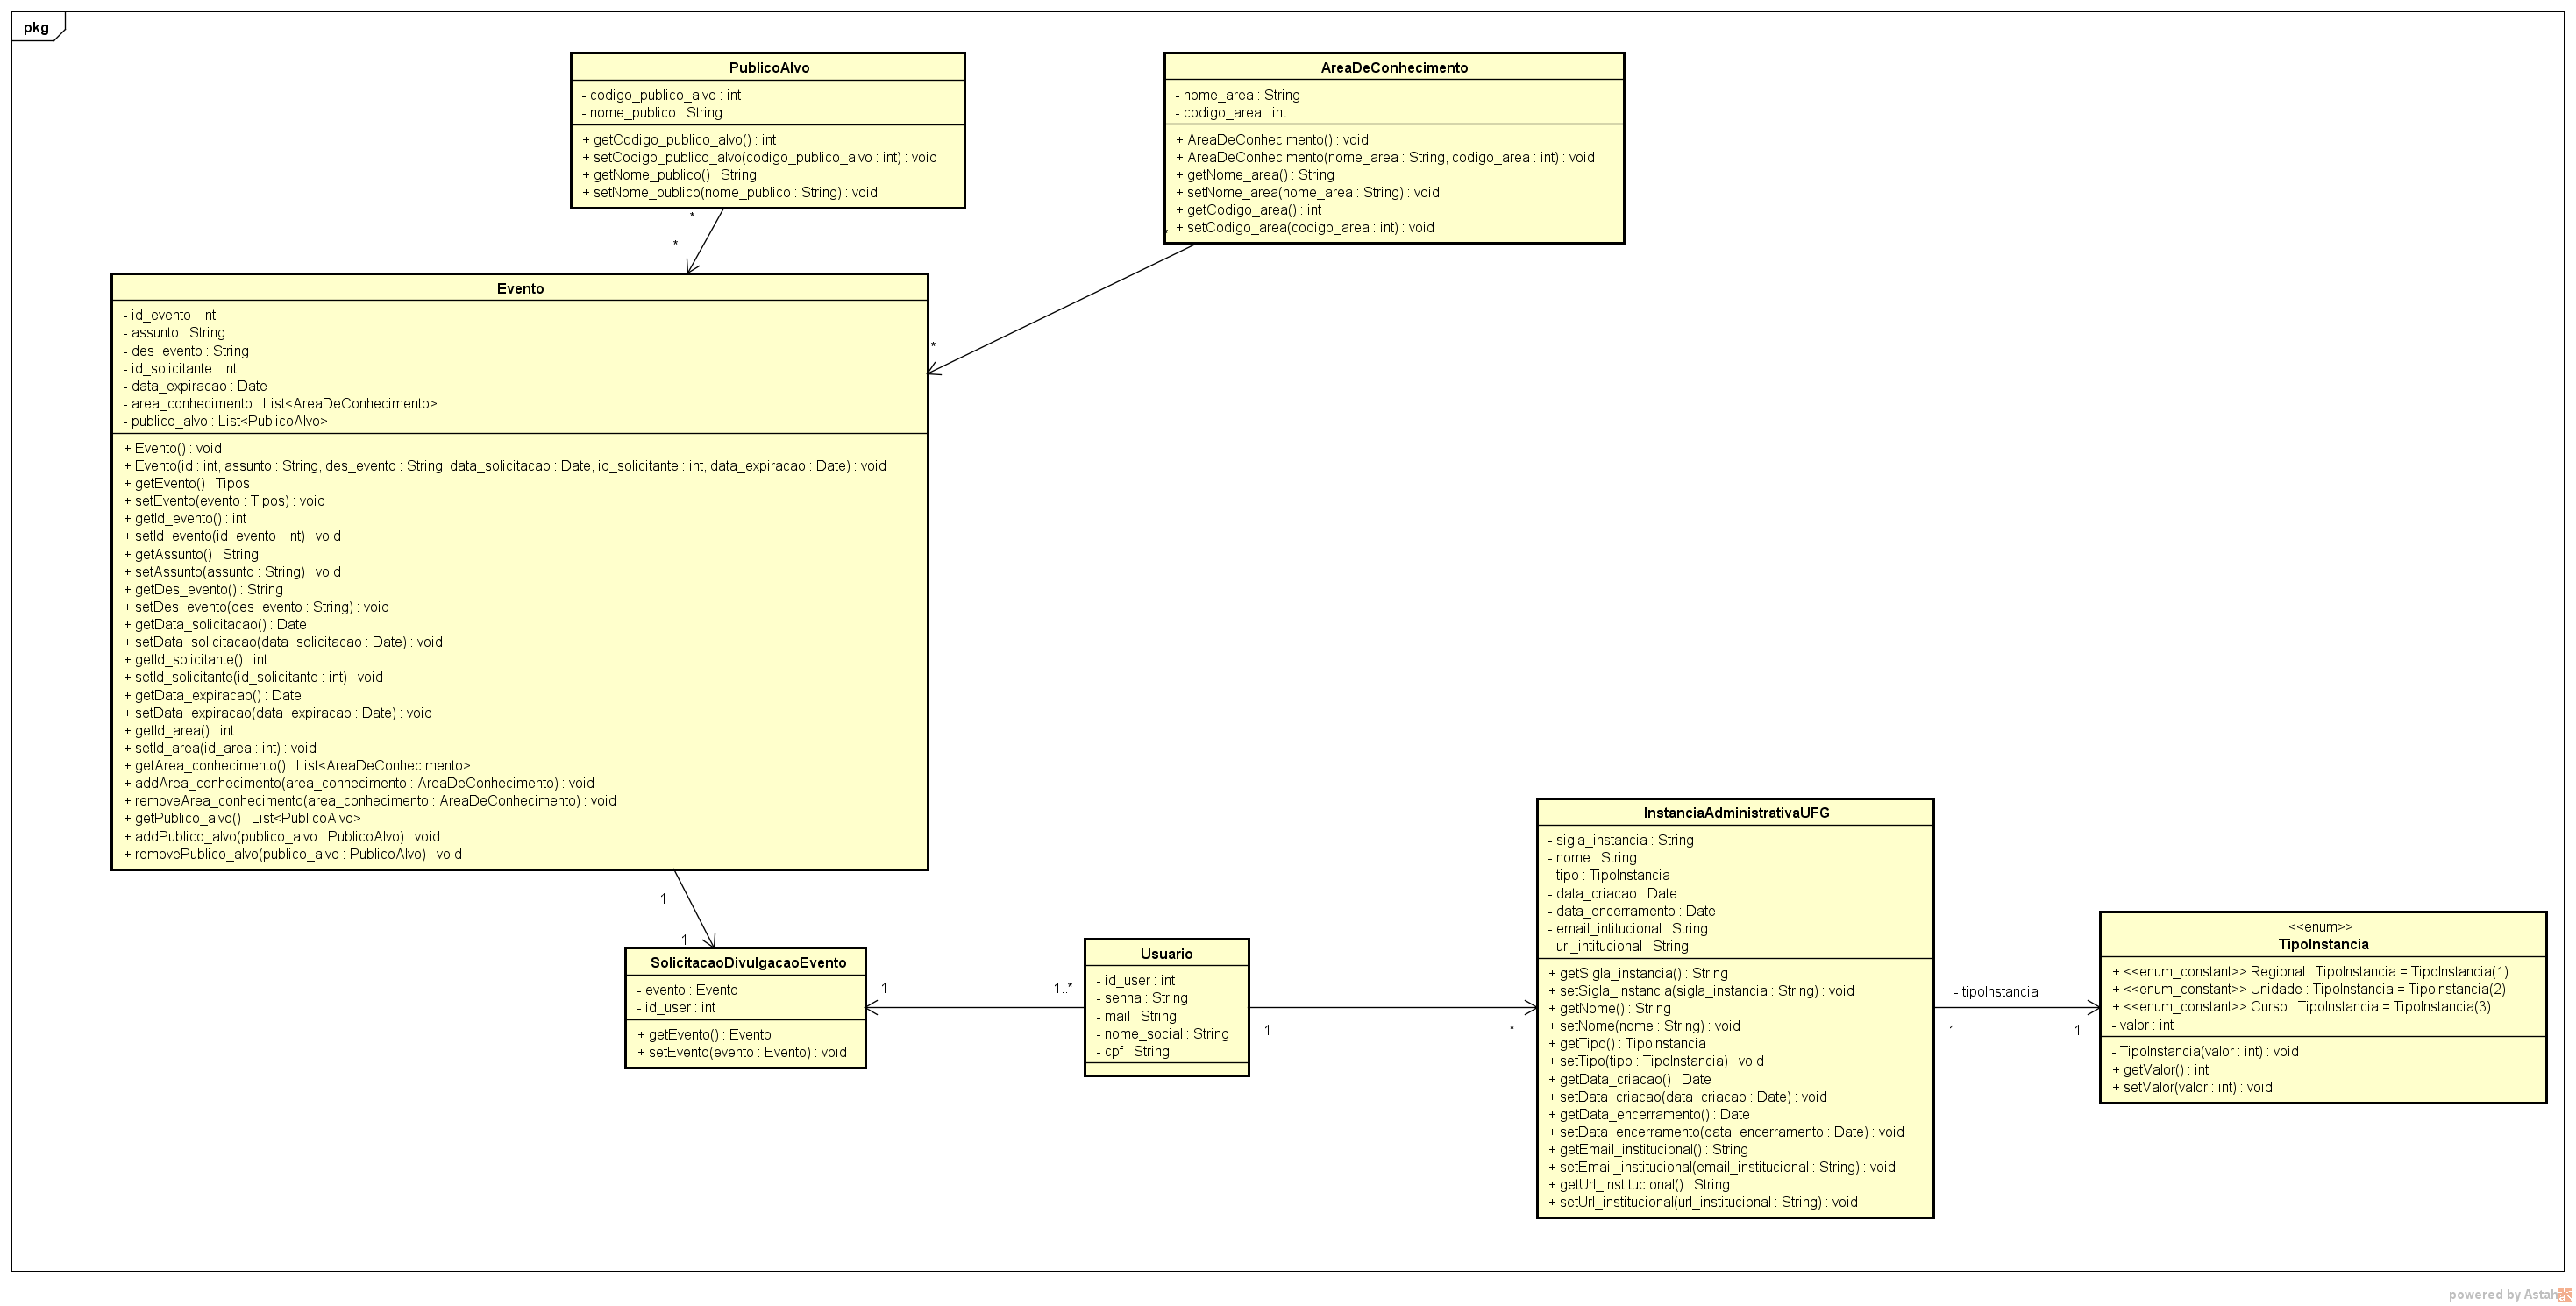 pkg
PublicoAlvo
- codigo_publico_alvo : int
- nome_publico : String
+ getCodigo_publico_alvo() : int
+ setCodigo_publico_alvo(codigo_publico_alvo : int) : void
+ getNome_publico() : String
+ setNome_publico(nome_publico : String) : void
*
*
AreaDeConhecimento
- nome_area : String
- codigo_area : int
+ AreaDeConhecimento() : void
+ AreaDeConhecimento(nome_area : String, codigo_area : int) : void
+ getNome_area() : String
+ setNome_area(nome_area : String) : void
+ getCodigo_area() : int
+ setCodigo_area(codigo_area : int) : void
*
Evento
- id_evento : int
- assunto : String
- des_evento : String
- id_solicitante : int
- data_expiracao : Date
- area_conhecimento : List<AreaDeConhecimento>
- publico_alvo : List<PublicoAlvo>
+ Evento() : void
+ Evento(id : int, assunto : String, des_evento : String, data_solicitacao : Date, id_solicitante : int, data_expiracao : Date) : void
+ getEvento() : Tipos
+ setEvento(evento : Tipos) : void
+ getId_evento() : int
+ setId_evento(id_evento : int) : void
+ getAssunto() : String
+ setAssunto(assunto : String) : void
+ getDes_evento() : String
+ setDes_evento(des_evento : String) : void
+ getData_solicitacao() : Date
+ setData_solicitacao(data_solicitacao : Date) : void
+ getId_solicitante() : int
+ setId_solicitante(id_solicitante : int) : void
+ getData_expiracao() : Date
+ setData_expiracao(data_expiracao : Date) : void
+ getId_area() : int
+ setId_area(id_area : int) : void
+ getArea_conhecimento() : List<AreaDeConhecimento>
+ addArea_conhecimento(area_conhecimento : AreaDeConhecimento) : void
+ removeArea_conhecimento(area_conhecimento : AreaDeConhecimento) : void
+ getPublico_alvo() : List<PublicoAlvo>
+ addPublico_alvo(publico_alvo : PublicoAlvo) : void
+ removePublico_alvo(publico_alvo : PublicoAlvo) : void
1
1
SolicitacaoDivulgacaoEvento
- evento : Evento
- id_user : int
+ getEvento() : Evento
+ setEvento(evento : Evento) : void
1
1..*
Usuario
- id_user : int
- senha : String
- mail : String
- nome_social : String
- cpf : String
1
*
InstanciaAdministrativaUFG
- sigla_instancia : String
- nome : String
- tipo : TipoInstancia
- data_criacao : Date
- data_encerramento : Date
- email_intitucional : String
- url_intitucional : String
+ getSigla_instancia() : String
+ setSigla_instancia(sigla_instancia : String) : void
+ getNome() : String
+ setNome(nome : String) : void
+ getTipo() : TipoInstancia
+ setTipo(tipo : TipoInstancia) : void
+ getData_criacao() : Date
+ setData_criacao(data_criacao : Date) : void
+ getData_encerramento() : Date
+ setData_encerramento(data_encerramento : Date) : void
+ getEmail_institucional() : String
+ setEmail_institucional(email_institucional : String) : void
+ getUrl_institucional() : String
+ setUrl_institucional(url_institucional : String) : void
- tipoInstancia
1
1
<<enum>>
TipoInstancia
+ <<enum_constant>> Regional : TipoInstancia = TipoInstancia(1)
+ <<enum_constant>> Unidade : TipoInstancia = TipoInstancia(2)
+ <<enum_constant>> Curso : TipoInstancia = TipoInstancia(3)
- valor : int
- TipoInstancia(valor : int) : void
+ getValor() : int
+ setValor(valor : int) : void
powered by Astah